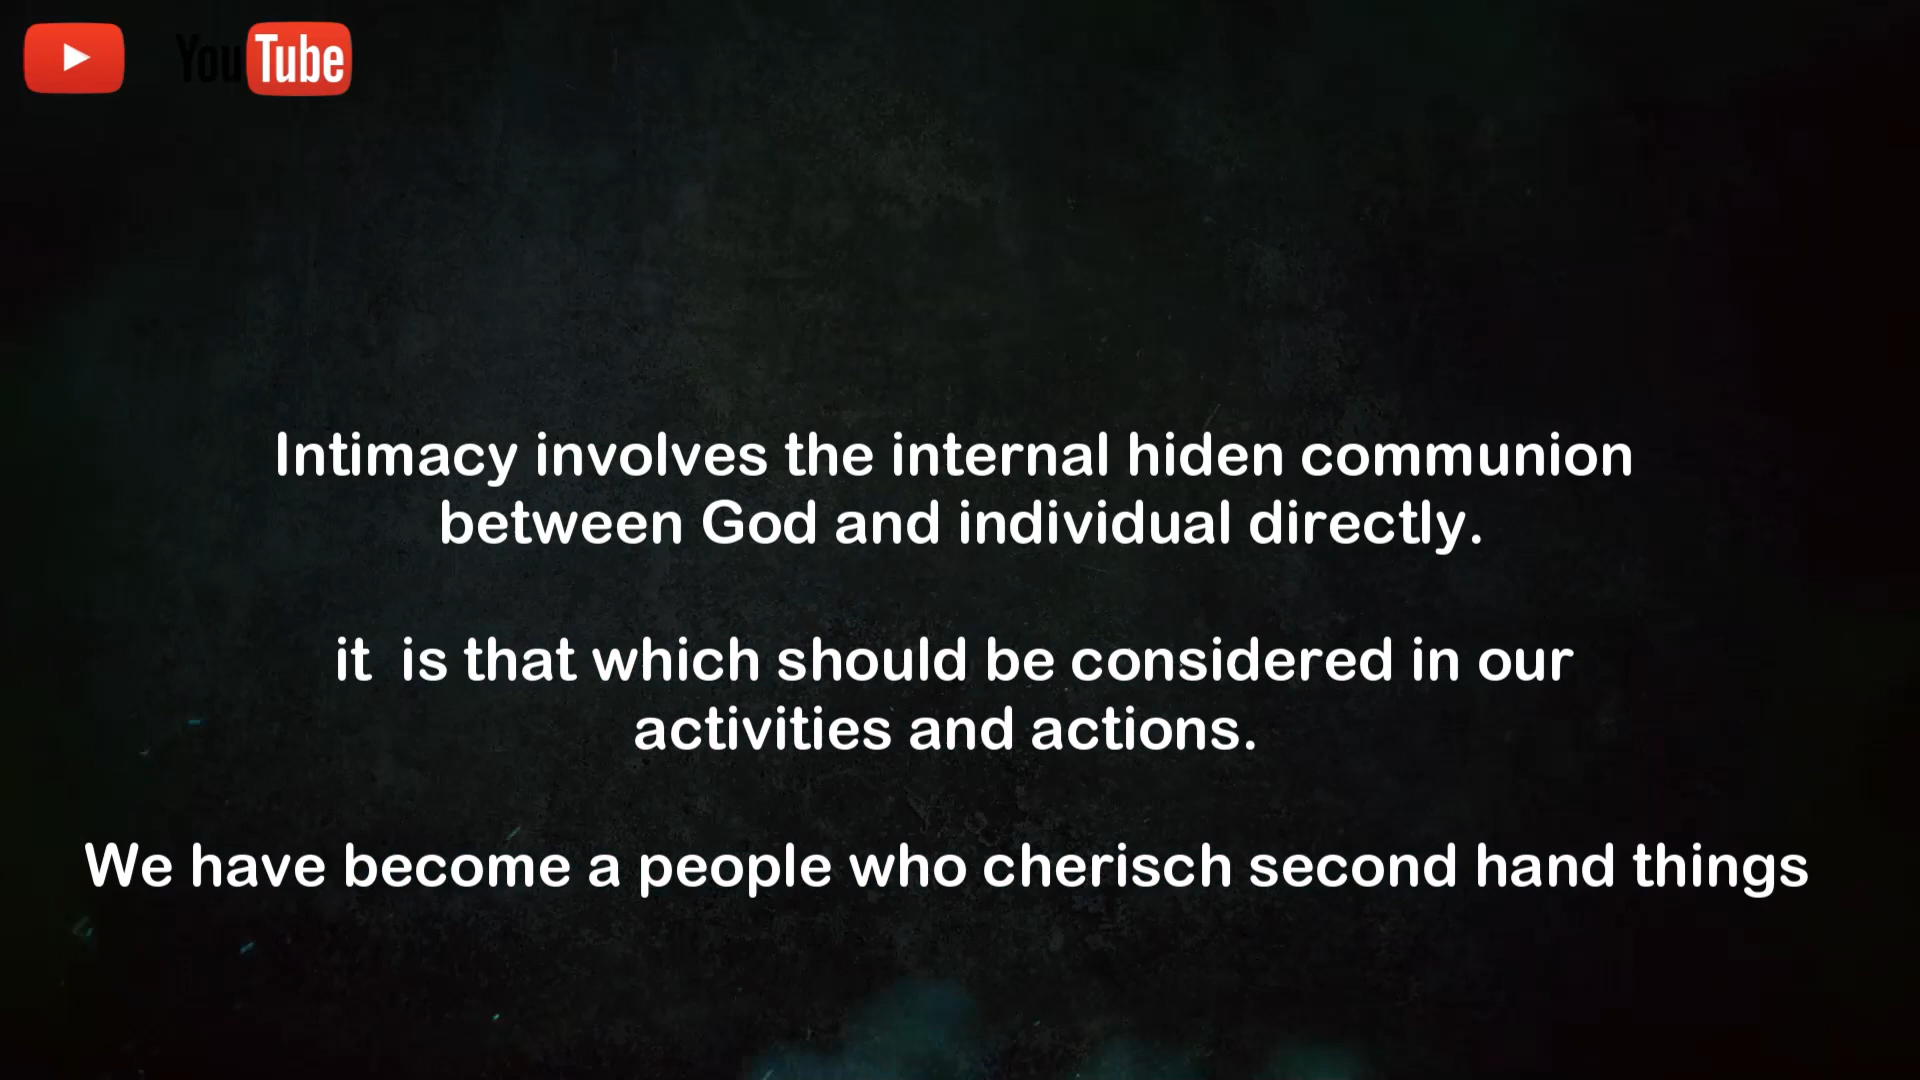 YouTube
Intimacy involves the internal hiden communion
between God and individual directly.
it  is that which should be considered in our
activities and actions.
We have become a people who cherisch second hand things